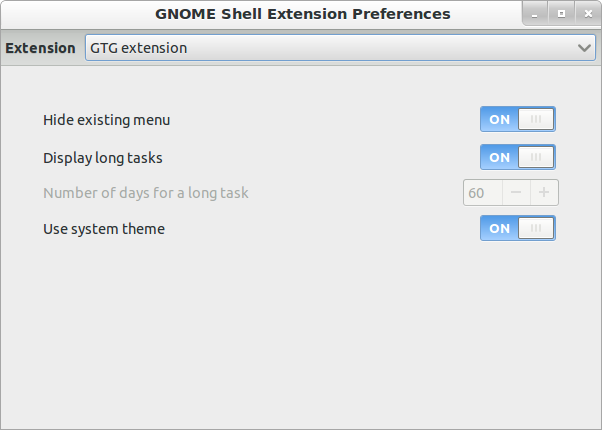 GNOME Shell Extension Preferences
Extension GTG extension
Hide existing menu ON
Display long tasks ON
Number of days for a long task 60
Use system theme ON